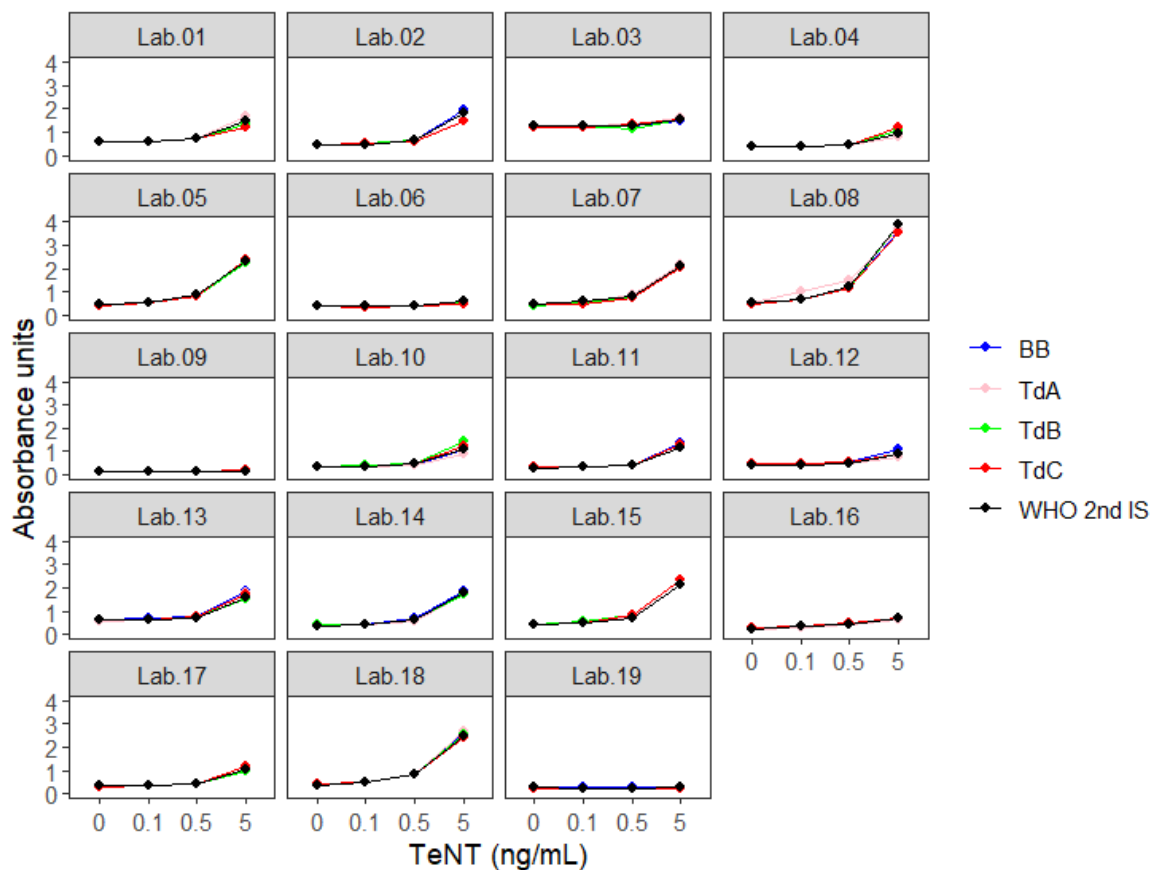 Lab.01 Lab.02 Lab.03 Lab.04
4
3
2
1
0
Lab.05 Lab.06 Lab.07 Lab.08
4
3
2
1
0
Lab.09 Lab.10 Lab.11 Lab.12
4
3
2
1
0
Lab.13 Lab.14 Lab.15 Lab.16
4
3
2
1
0
0 0.1 0.5 5
Lab.17 Lab.18 Lab.19
4
3
2
1
0
0 0.1 0.5 5 0 0.1 0.5 5 0 0.1 0.5 5
TeNT (ng/mL)
Absorbance units
BB
TdA
TdB
TdC
WHO 2nd IS